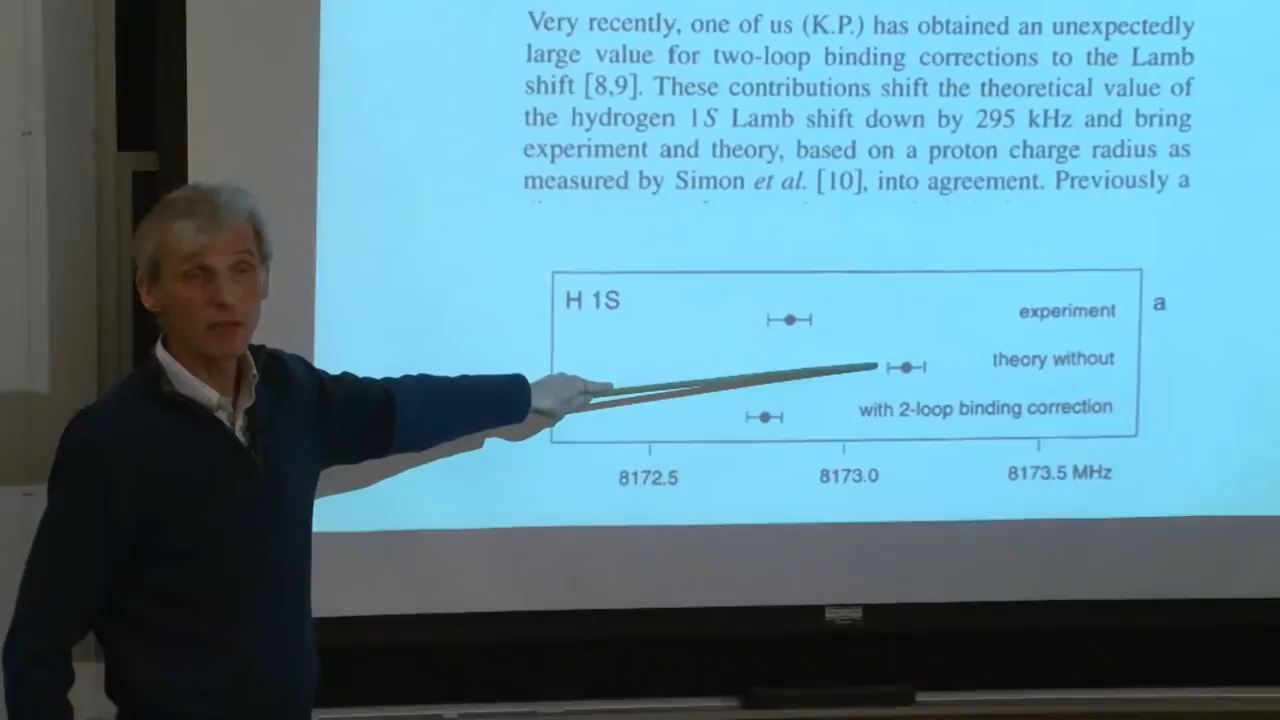 Very recently, one of us (K.P.) has obtained an unexpectedly
large value for two-loop binding corrections to the Lamb
shift [8,9]. These contributions shift the theoretical value of
the hydrogen 1S Lamb shift down by 295 kHz and bring
experiment and theory, based on a proton charge radius as
measured by Simon et al. [10], into agreement. Previously a
H 1S
a
experiment
theory without
with 2-loop binding correction
8172.5 8173.0 8173.5 MHz